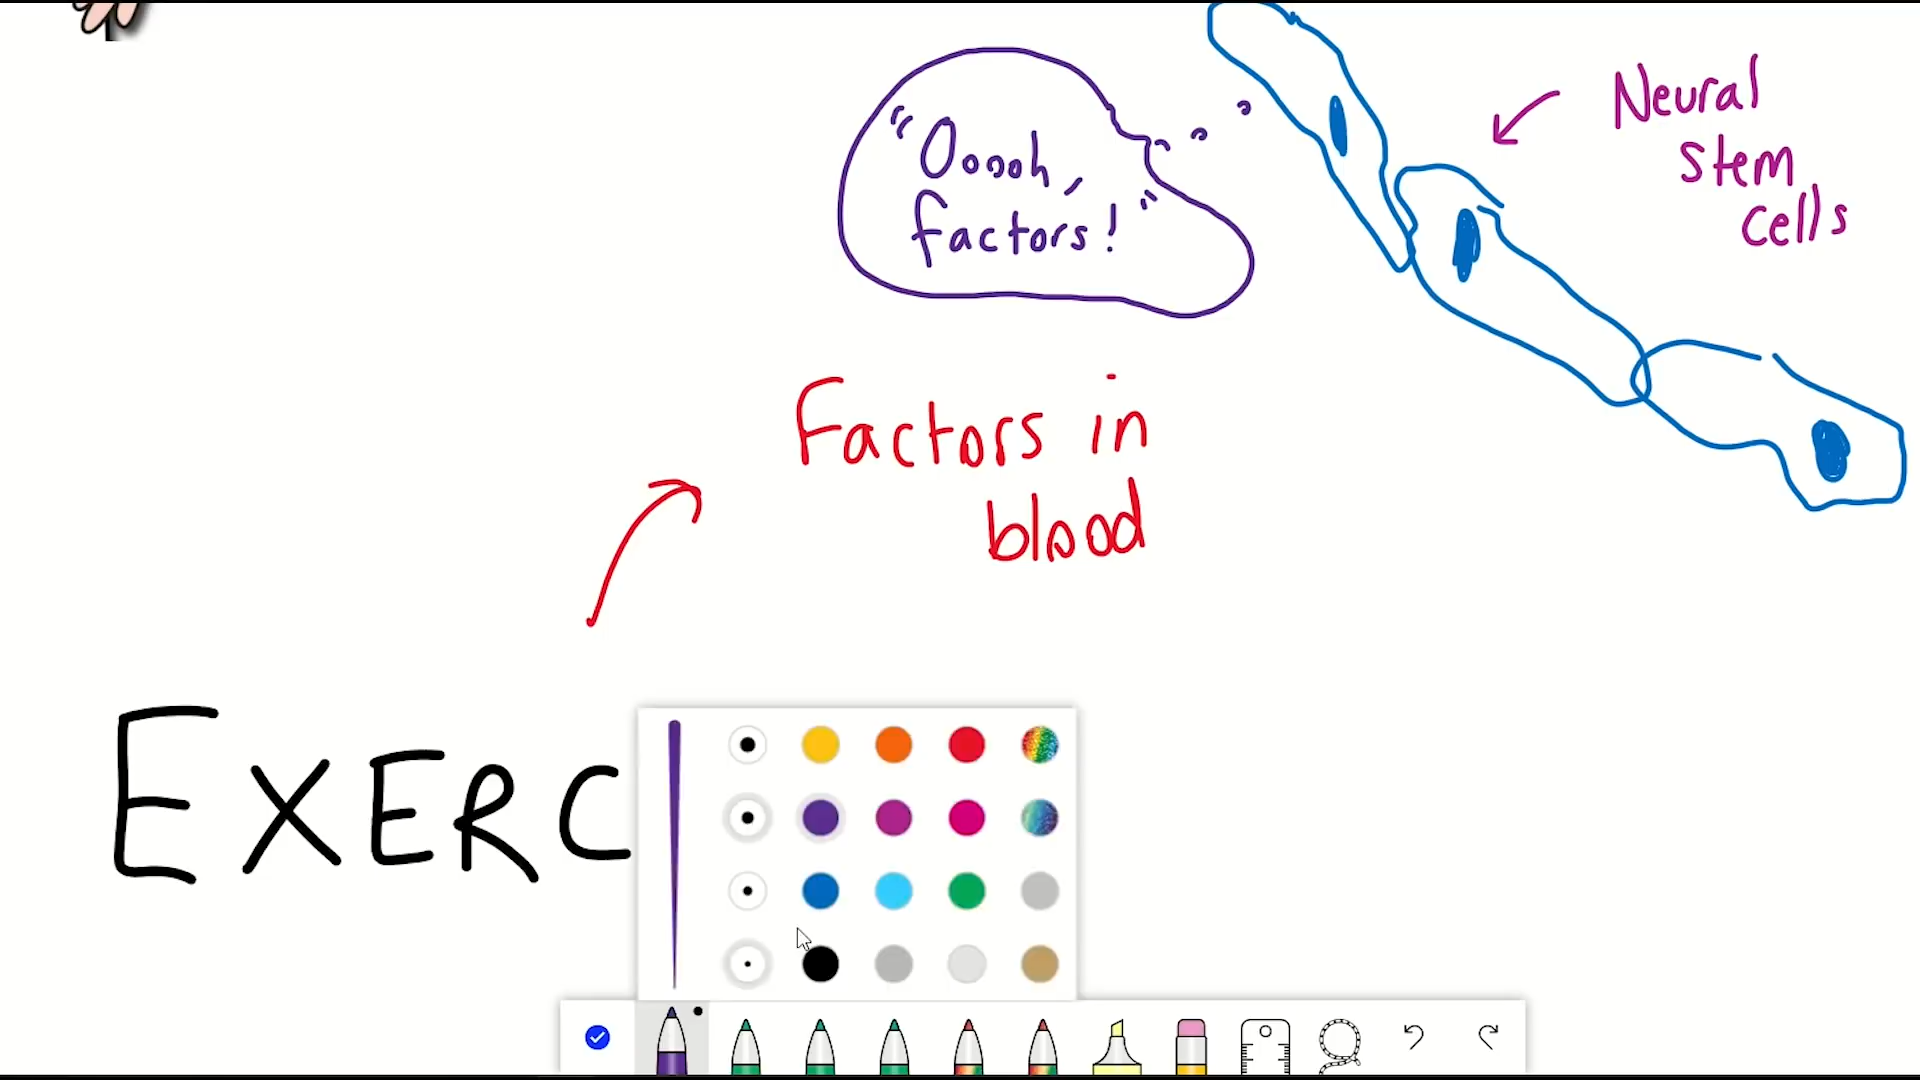 "Ooooh,
factors!"
Neural
stem
cells
Factors in
blood
EXERC